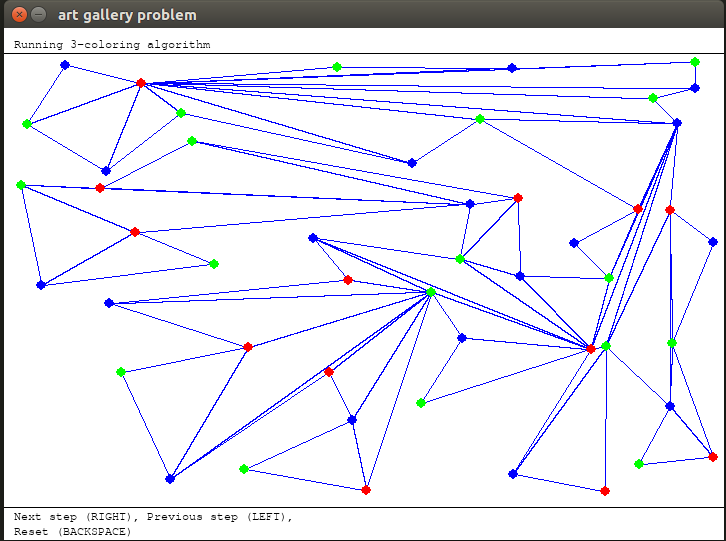 art gallery problem
Running 3-coloring algorithm
Next step (RIGHT), Previous step (LEFT),
Reset (BACKSPACE)